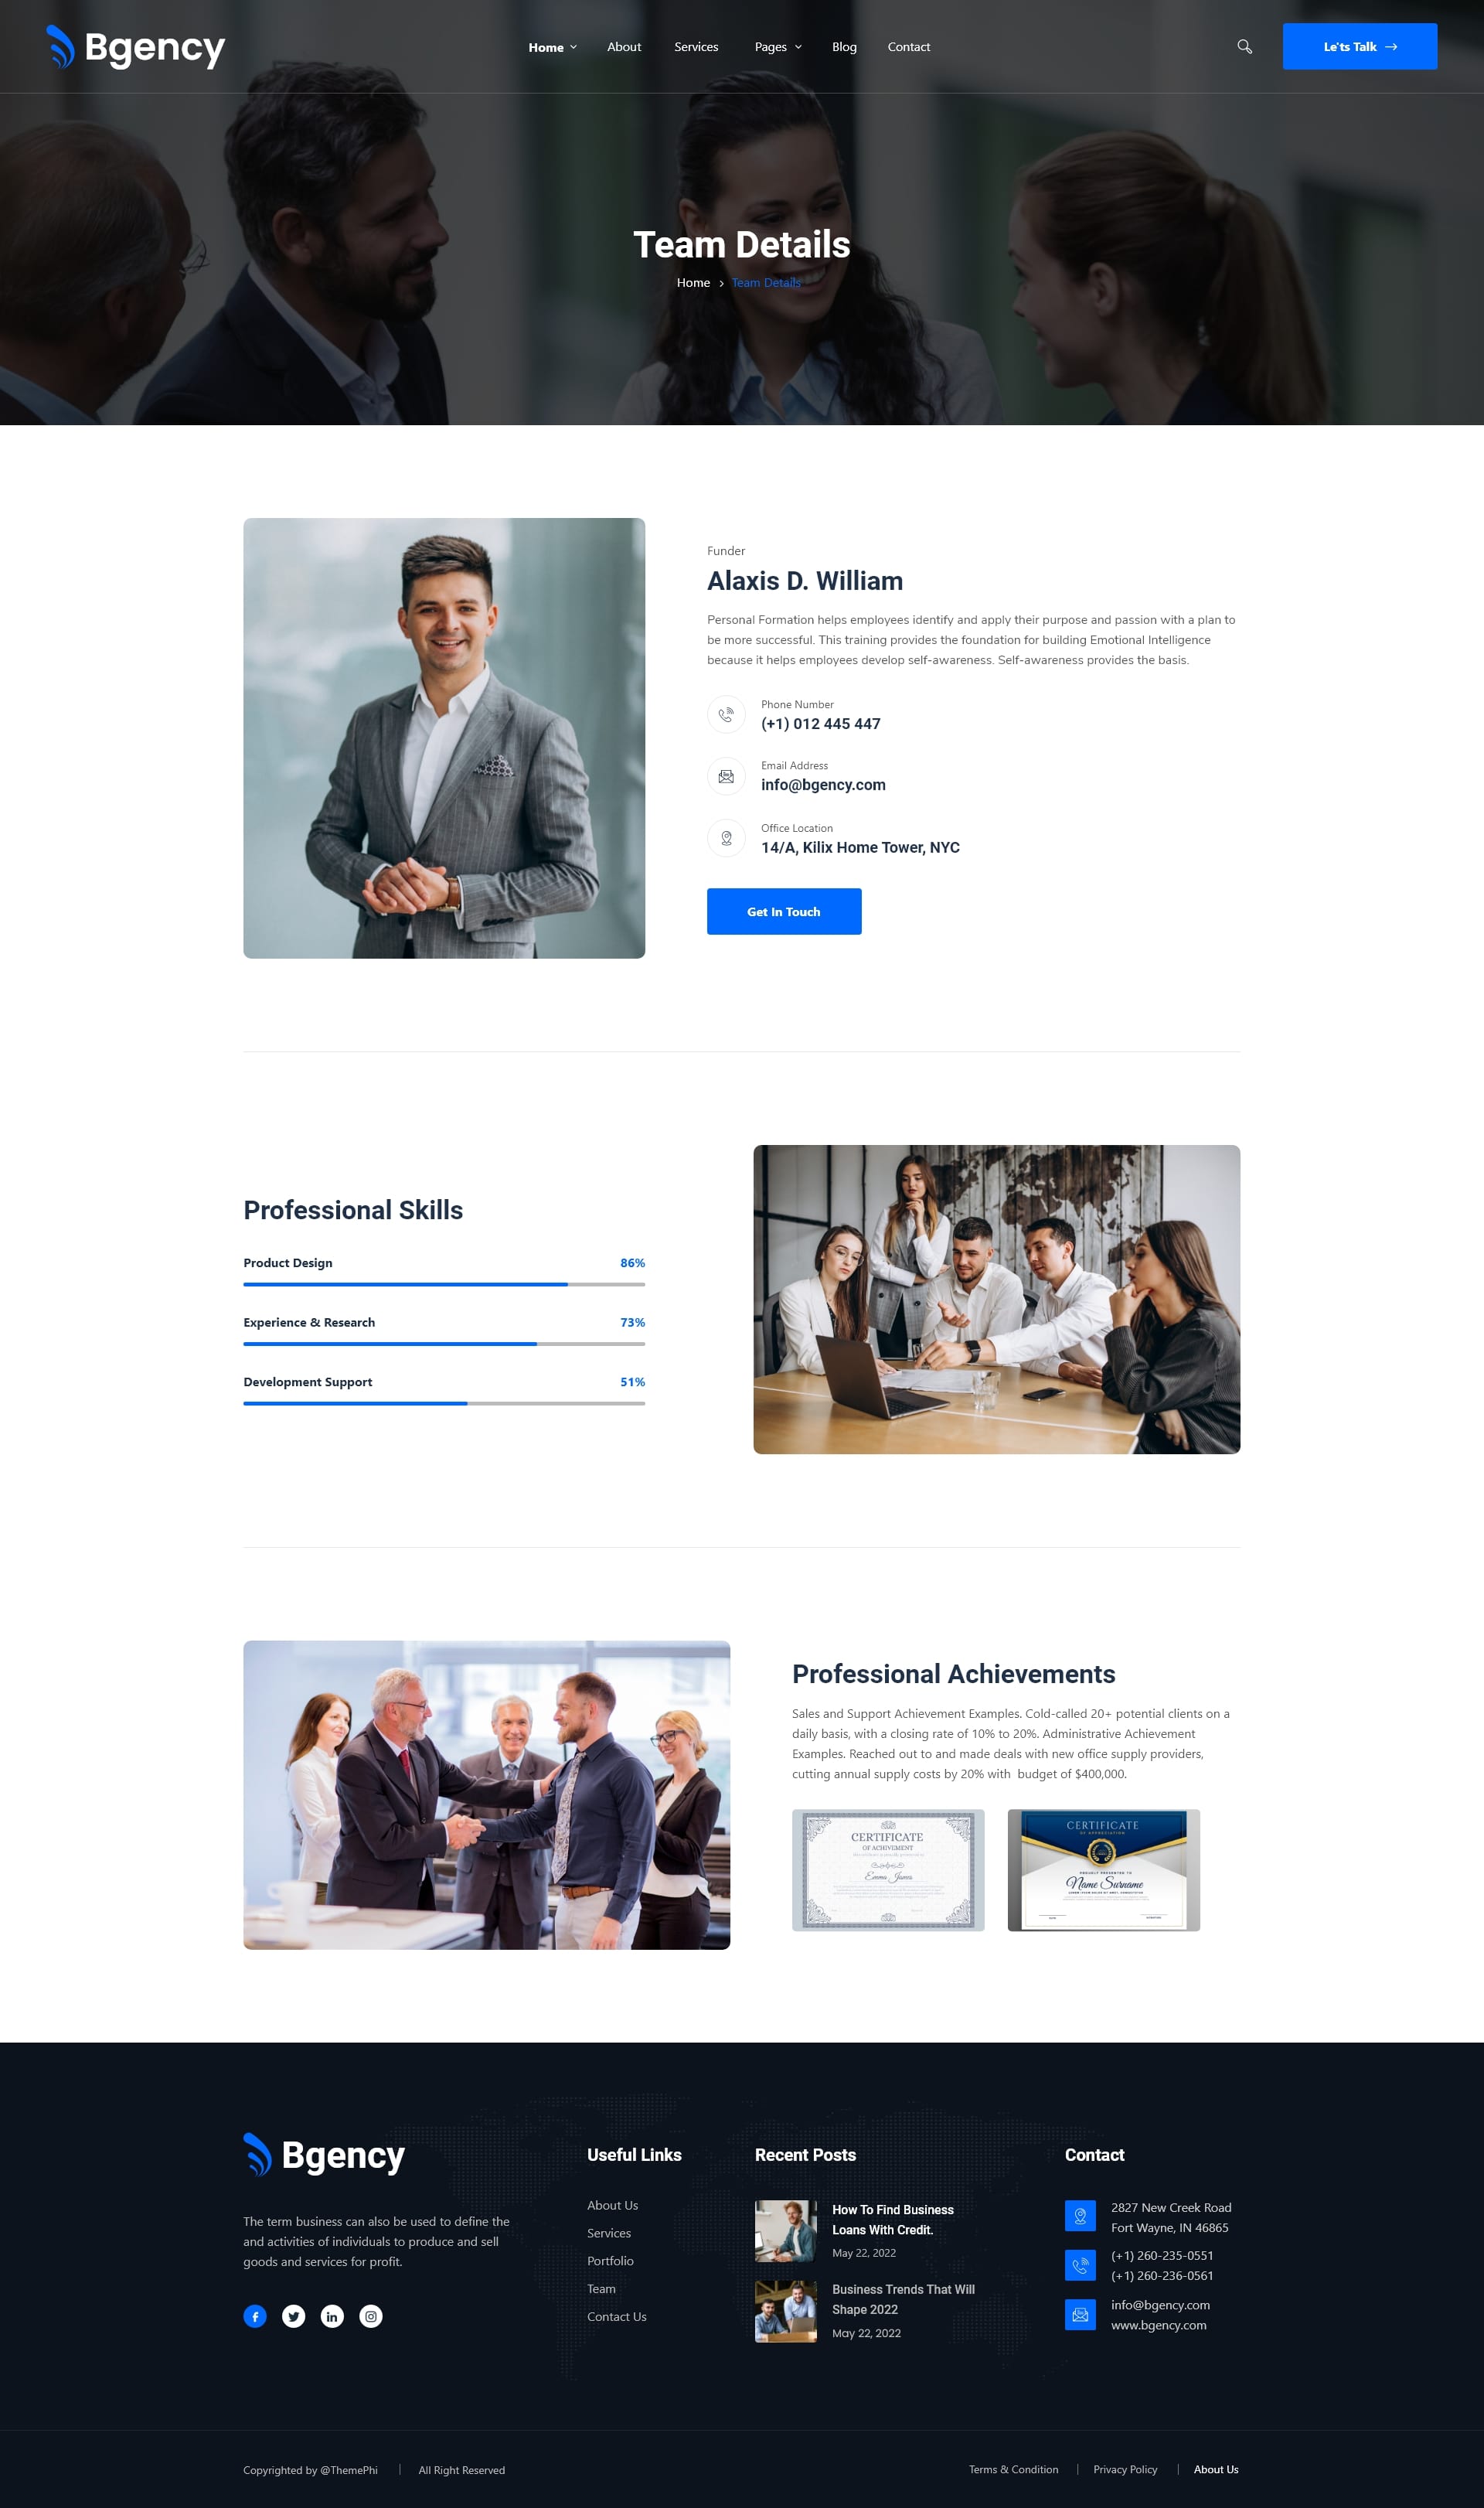 Bgency
Home
About
Services
Pages
Blog
Contact
Le'ts Talk
Team Details
Home
Team Details
Funder
Alaxis D. William
Personal Formation helps employees identify and apply their purpose and passion with a plan to
be more successful. This training provides the foundation for building Emotional Intelligence
because it helps employees develop self-awareness. Self-awareness provides the basis.
Phone Number
(+1) 012 445 447
Email Address
info@bgency.com
Office Location
14/A, Kilix Home Tower, NYC
Get In Touch
Professional Skills
Product Design 86%
Experience & Research 73%
Development Support 51%
Professional Achievements
Sales and Support Achievement Examples. Cold-called 20+ potential clients on a
daily basis, with a closing rate of 10% to 20%. Administrative Achievement
Examples. Reached out to and made deals with new office supply providers,
cutting annual supply costs by 20% with  budget of $400,000.
CERTIFICATE
OF ACHIVEMENT
Emma Jones
CERTIFICATE
OF APPRECIATION
PROUDLY PRESENTED TO
Name Surname
Bgency
The term business can also be used to define the
and activities of individuals to produce and sell
goods and services for profit.
Useful Links
About Us
Services
Portfolio
Team
Contact Us
Recent Posts
How To Find Business
Loans With Credit.
May 22, 2022
Business Trends That Will
Shape 2022
May 22, 2022
Contact
2827 New Creek Road
Fort Wayne, IN 46865
(+1) 260-235-0551
(+1) 260-236-0561
info@bgency.com
www.bgency.com
Copyrighted by @ThemePhi
All Right Reserved
Terms & Condition
Privacy Policy
About Us